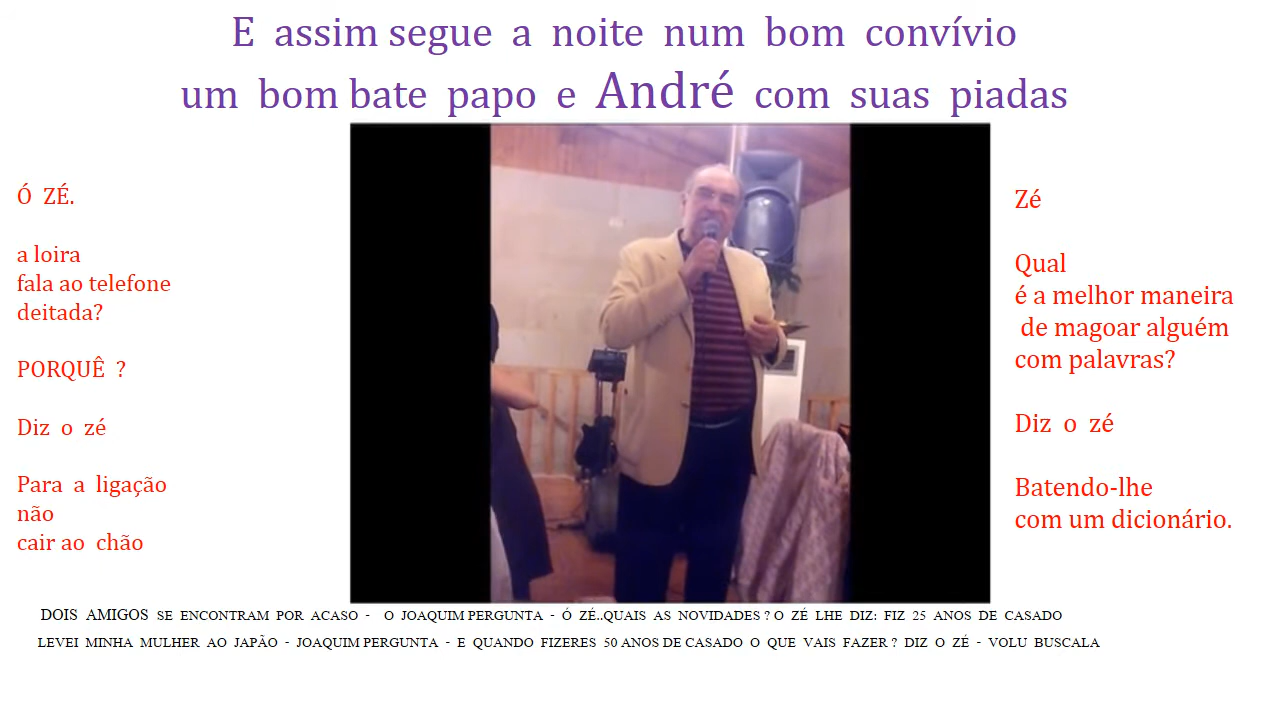 E assim segue a noite num bom convívio
um bom bate papo e André com suas piadas
Ó ZÉ.
a loira
fala ao telefone
deitada?
PORQUÊ ?
Diz o zé
Para a ligação
não
cair ao chão
Zé
Qual
é a melhor maneira
de magoar alguém
com palavras?
Diz o zé
Batendo-lhe
com um dicionário.
DOIS AMIGOS SE ENCONTRAM POR ACASO - O JOAQUIM PERGUNTA - Ó ZÉ..QUAIS AS NOVIDADES ? O ZÉ LHE DIZ: FIZ 25 ANOS DE CASADO
LEVEI MINHA MULHER AO JAPÃO - JOAQUIM PERGUNTA - E QUANDO FIZERES 50 ANOS DE CASADO O QUE VAIS FAZER ? DIZ O ZÉ - VOLU BUSCALA